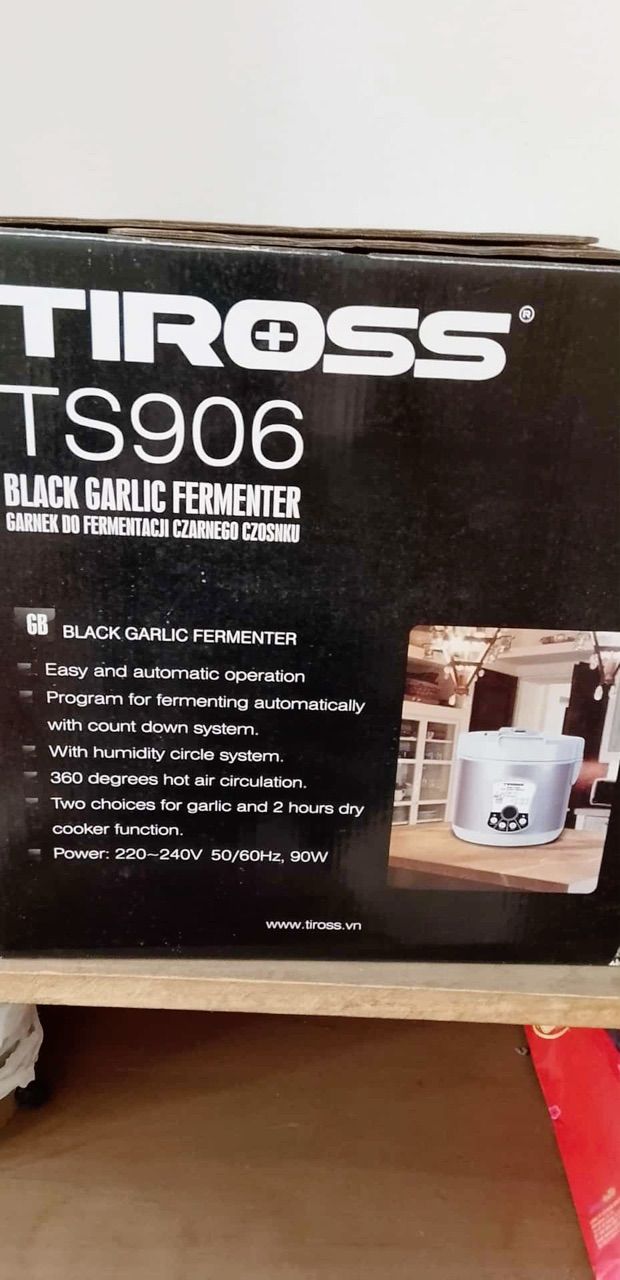 TIROSS®
TS906
BLACK GARLIC FERMENTER
GARNEK DO FERMENTACJI CZARNEGO CZOSNKU
GB BLACK GARLIC FERMENTER
Easy and automatic operation
Program for fermenting automatically
with count down system.
With humidity circle system.
360 degrees hot air circulation.
Two choices for garlic and 2 hours dry
cooker function.
Power: 220~240V 50/60Hz, 90W
TIROSS
www.tiross.vn